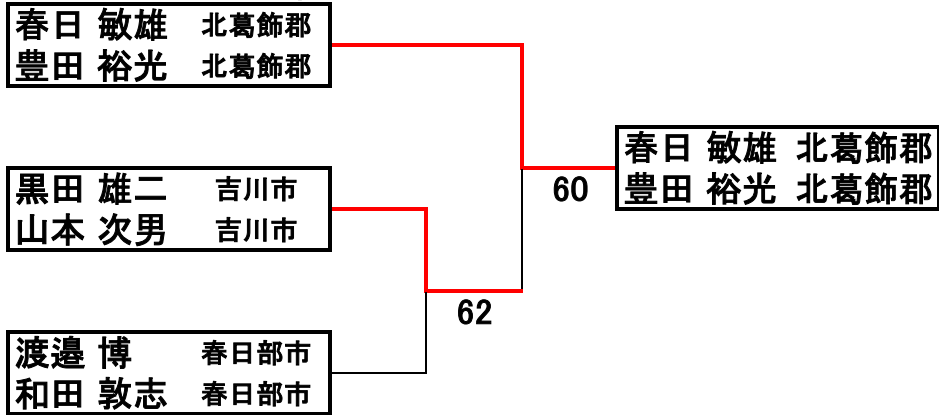 春日 敏雄 北葛飾郡
豊田 裕光 北葛飾郡
黒田 雄二 吉川市
山本 次男 吉川市
渡邉 博 春日部市
和田 敦志 春日部市
62
60
春日 敏雄 北葛飾郡
豊田 裕光 北葛飾郡